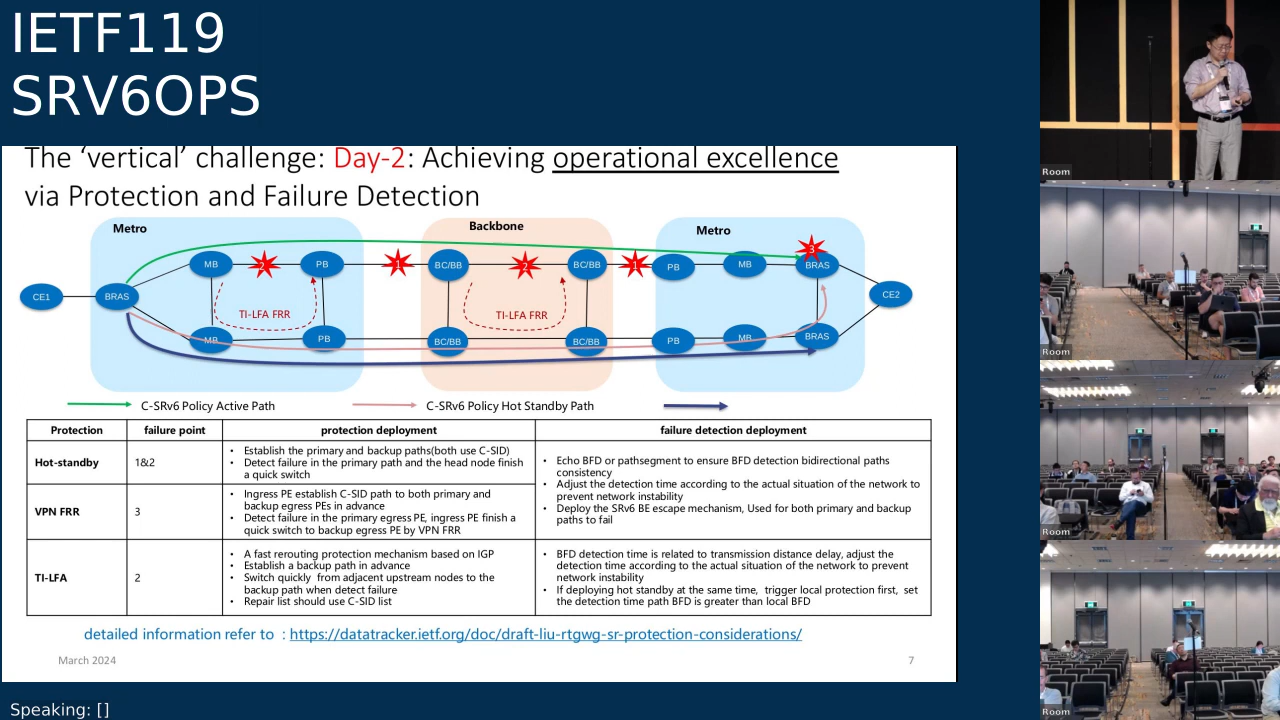 IETF119
SRV6OPS
The ‘vertical’ challenge: Day-2: Achieving operational excellence
via Protection and Failure Detection
Metro
Backbone
Metro
MB
2
PB
1
BC/BB
2
BC/BB
1
PB
MB
3
BRAS
CE1
BRAS
CE2
TI-LFA FRR
TI-LFA FRR
MB
PB
BC/BB
BC/BB
PB
MB
BRAS
C-SRv6 Policy Active Path
C-SRv6 Policy Hot Standby Path
Protection
failure point
protection deployment
failure detection deployment
Hot-standby
1&2
• Establish the primary and backup paths(both use C-SID)
• Detect failure in the primary path and the head node finish
a quick switch
• Echo BFD or pathsegment to ensure BFD detection bidirectional paths
consistency
• Adjust the detection time according to the actual situation of the network to
prevent network instability
• Deploy the SRv6 BE escape mechanism, Used for both primary and backup
paths to fail
VPN FRR
3
• Ingress PE establish C-SID path to both primary and
backup egress PEs in advance
• Detect failure in the primary egress PE, ingress PE finish a
quick switch to backup egress PE by VPN FRR
TI-LFA
2
• A fast rerouting protection mechanism based on IGP
• Establish a backup path in advance
• Switch quickly from adjacent upstream nodes to the
backup path when detect failure
• Repair list should use C-SID list
• BFD detection time is related to transmission distance delay, adjust the
detection time according to the actual situation of the network to prevent
network instability
• If deploying hot standby at the same time, trigger local protection first, set
the detection time path BFD is greater than local BFD
detailed information refer to : https://datatracker.ietf.org/doc/draft-liu-rtgwg-sr-protection-considerations/
March 2024
7
Speaking: []
Room
Room
Room
Room